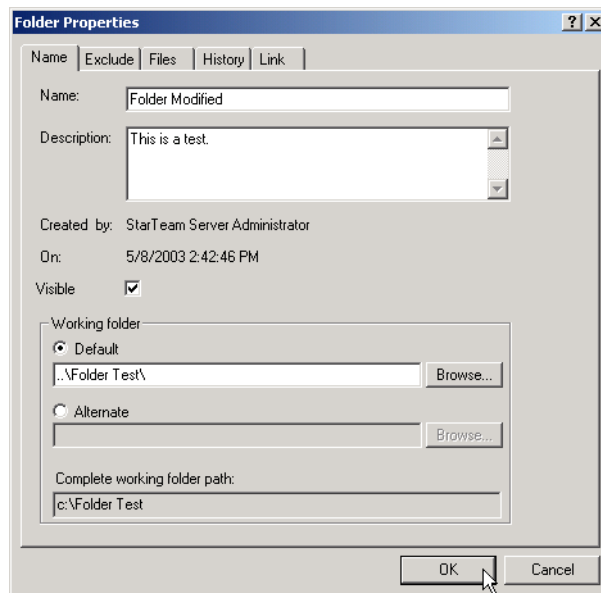 Folder Properties
Name Exclude Files History Link
Name: Folder Modified
Description: This is a test.
Created by: StarTeam Server Administrator
On: 5/8/2003 2:42:46 PM
Visible
Working folder
Default
..\Folder Test\ Browse...
Alternate
Browse...
Complete working folder path:
c:\Folder Test
OK Cancel